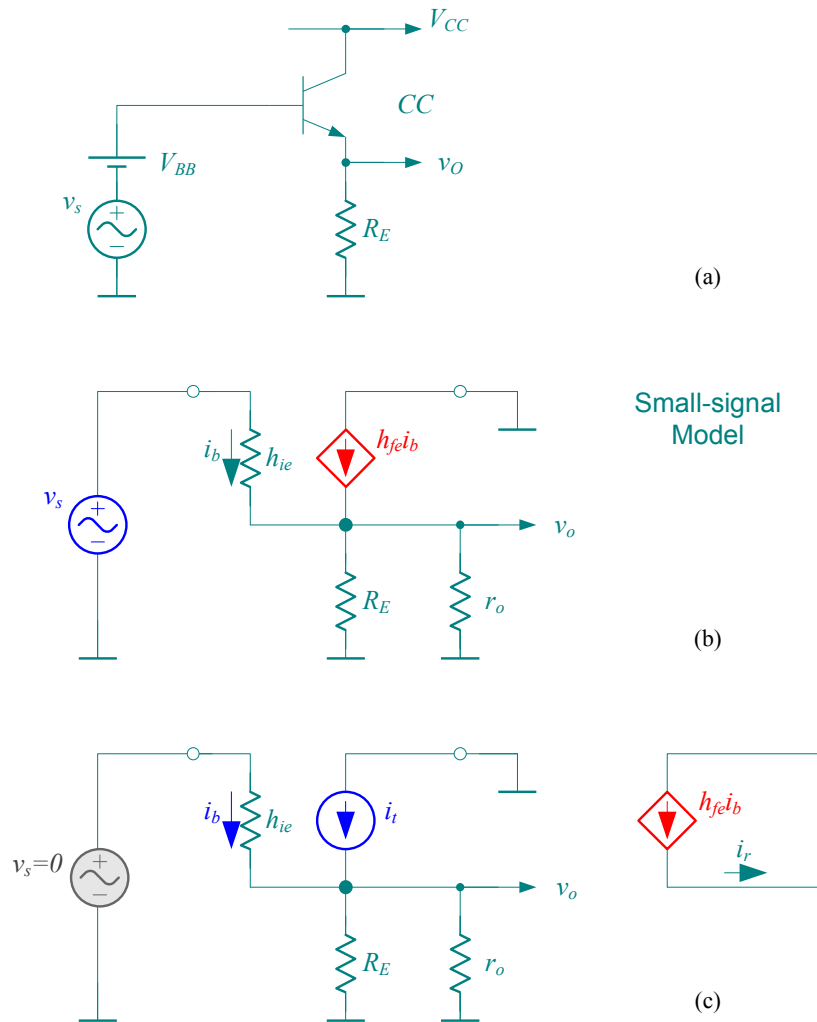 V_CC
CC
V_BB
v_O
v_s
+
−
R_E
(a)
Small-signal
Model
i_b
h_ie
h_fe i_b
v_s
+
−
v_o
R_E
r_o
(b)
i_b
h_ie
i_t
h_fe i_b
i_r
v_s=0
+
−
v_o
R_E
r_o
(c)